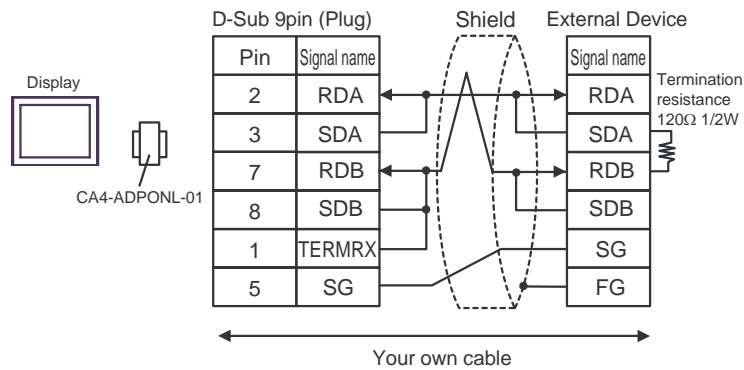 D-Sub 9pin (Plug)
Shield
External Device
Pin
Signal name
Signal name
Display
2
RDA
RDA
Termination
resistance
120Ω 1/2W
3
SDA
SDA
7
RDB
RDB
CA4-ADPONL-01
8
SDB
SDB
1
TERMRX
SG
5
SG
FG
Your own cable